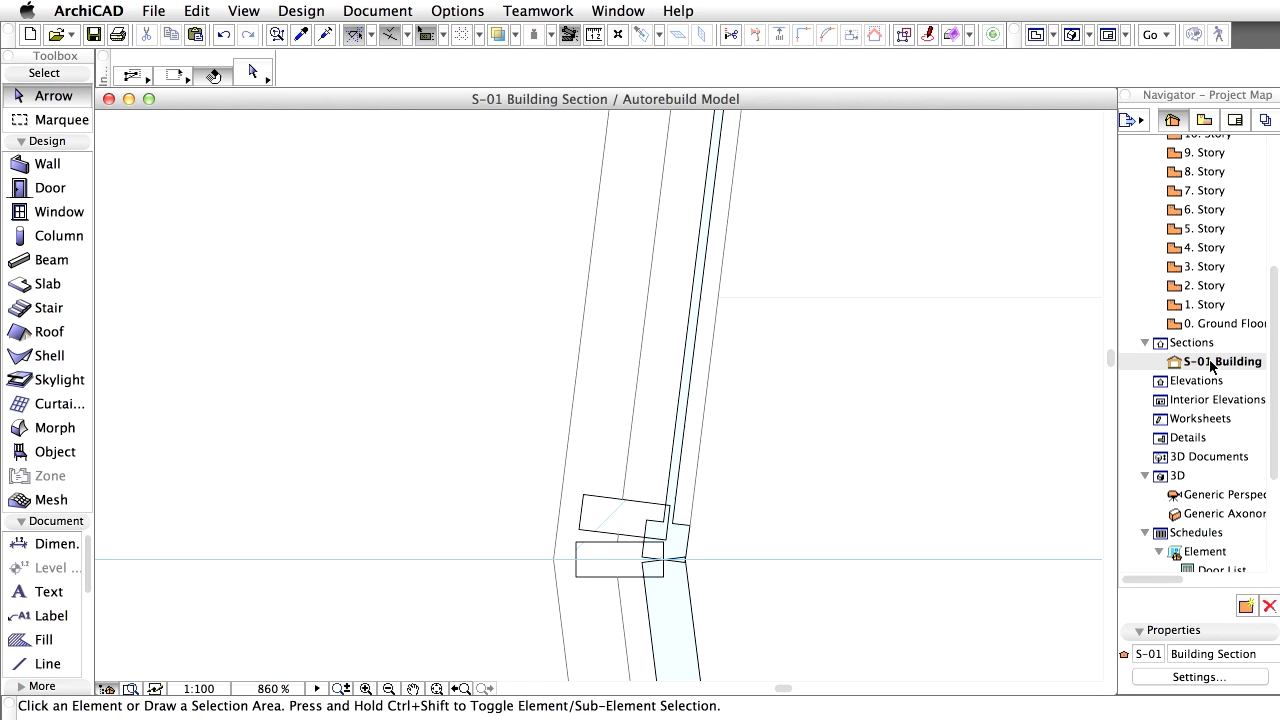 ArchiCAD File Edit View Design Document Options Teamwork Window Help
Go
Toolbox
Select
Arrow
Marquee
Design
Wall
Door
Window
Column
Beam
Slab
Stair
Roof
Shell
Skylight
Curtai...
Morph
Object
Zone
Mesh
Document
Dimen.
Level ...
Text
Label
Fill
Line
More
S-01 Building Section / Autorebuild Model
1:100
860 %
Navigator - Project Map
10. Story
9. Story
8. Story
7. Story
6. Story
5. Story
4. Story
3. Story
2. Story
1. Story
0. Ground Floor
Sections
S-01 Building
Elevations
Interior Elevations
Worksheets
Details
3D Documents
3D
Generic Perspe
Generic Axonor
Schedules
Element
Door List
Properties
S-01 Building Section
Settings...
Click an Element or Draw a Selection Area. Press and Hold Ctrl+Shift to Toggle Element/Sub-Element Selection.